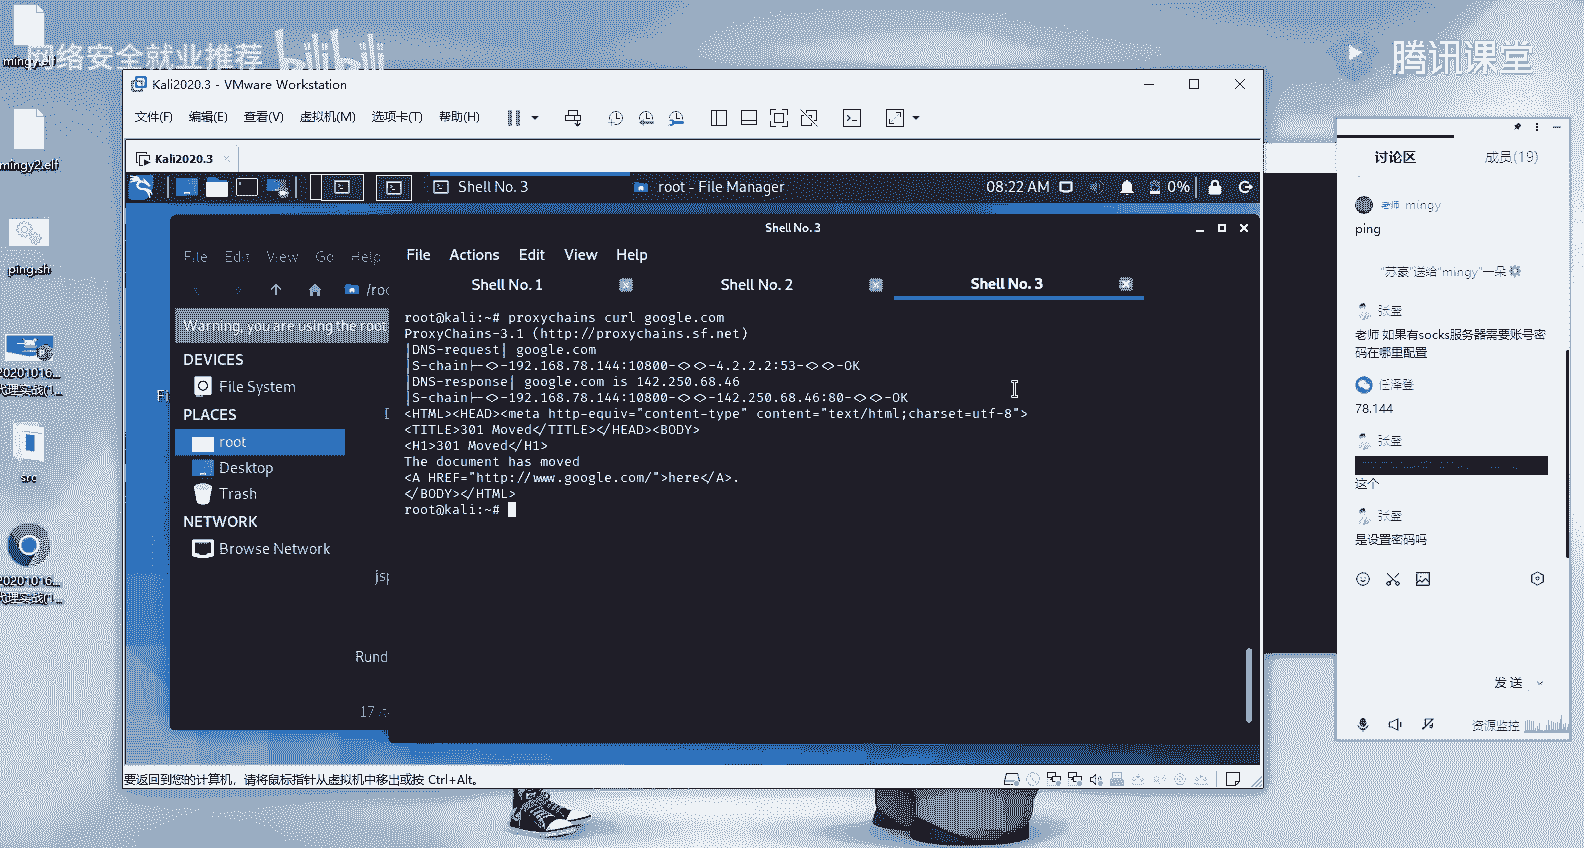 网络安全就业推荐
bilibili
腾讯课堂
mingy.elf
mingy2.elf
ping.sh
20201016...
src
20201016...
Kali2020.3 - VMware Workstation
文件(F) 编辑(E) 查看(V) 虚拟机(M) 选项卡(T) 帮助(H)
Kali2020.3
Shell No. 3
root - File Manager
08:22 AM
0%
Shell No. 3
File Edit View Go Help
/roo
Warning, you are using the root
DEVICES
File System
PLACES
root
Desktop
Trash
NETWORK
Browse Network
jsp
Rund
17
File Actions Edit View Help
Shell No. 1
Shell No. 2
Shell No. 3
root@kali:~# proxychains curl google.com
ProxyChains-3.1 (http://proxychains.sf.net)
|DNS-request| google.com
|S-chain|-<>-192.168.78.144:10800-<><>-4.2.2.2:53-<><>-OK
|DNS-response| google.com is 142.250.68.46
|S-chain|-<>-192.168.78.144:10800-<><>-142.250.68.46:80-<><>-OK
<HTML><HEAD><meta http-equiv="content-type" content="text/html;charset=utf-8">
<TITLE>301 Moved</TITLE></HEAD><BODY>
<H1>301 Moved</H1>
The document has moved
<A HREF="http://www.google.com/">here</A>.
</BODY></HTML>
root@kali:~#
要返回到您的计算机，请将鼠标指针从虚拟机中移出或按 Ctrl+Alt。
讨论区
成员(19)
老师 mingy
ping
"苏豪"送给"mingy"一朵
老师 如果有socks服务器需要账号密
码在哪里配置
任泽登
78.144
这个
是设置密码吗
发送
资源监控